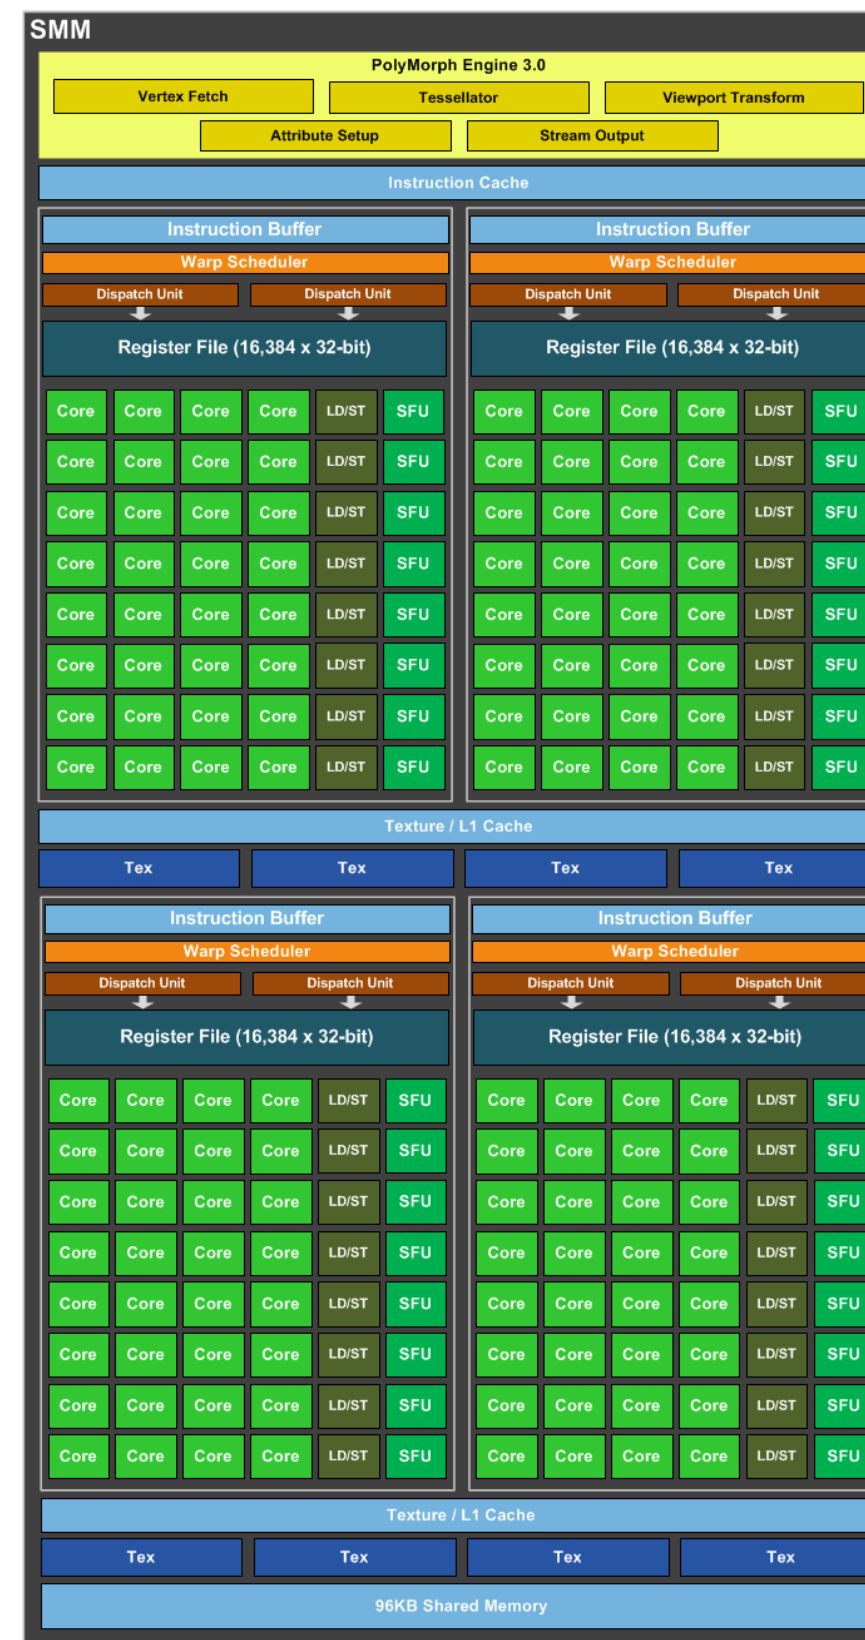 SMM
PolyMorph Engine 3.0
Vertex Fetch Tessellator Viewport Transform
Attribute Setup Stream Output
Instruction Cache
Instruction Buffer Instruction Buffer
Warp Scheduler Warp Scheduler
Dispatch Unit Dispatch Unit Dispatch Unit Dispatch Unit
Register File (16,384 x 32-bit) Register File (16,384 x 32-bit)
Core Core Core Core LD/ST SFU Core Core Core Core LD/ST SFU
Core Core Core Core LD/ST SFU Core Core Core Core LD/ST SFU
Core Core Core Core LD/ST SFU Core Core Core Core LD/ST SFU
Core Core Core Core LD/ST SFU Core Core Core Core LD/ST SFU
Core Core Core Core LD/ST SFU Core Core Core Core LD/ST SFU
Core Core Core Core LD/ST SFU Core Core Core Core LD/ST SFU
Core Core Core Core LD/ST SFU Core Core Core Core LD/ST SFU
Core Core Core Core LD/ST SFU Core Core Core Core LD/ST SFU
Texture / L1 Cache
Tex Tex Tex Tex
Instruction Buffer Instruction Buffer
Warp Scheduler Warp Scheduler
Dispatch Unit Dispatch Unit Dispatch Unit Dispatch Unit
Register File (16,384 x 32-bit) Register File (16,384 x 32-bit)
Core Core Core Core LD/ST SFU Core Core Core Core LD/ST SFU
Core Core Core Core LD/ST SFU Core Core Core Core LD/ST SFU
Core Core Core Core LD/ST SFU Core Core Core Core LD/ST SFU
Core Core Core Core LD/ST SFU Core Core Core Core LD/ST SFU
Core Core Core Core LD/ST SFU Core Core Core Core LD/ST SFU
Core Core Core Core LD/ST SFU Core Core Core Core LD/ST SFU
Core Core Core Core LD/ST SFU Core Core Core Core LD/ST SFU
Core Core Core Core LD/ST SFU Core Core Core Core LD/ST SFU
Texture / L1 Cache
Tex Tex Tex Tex
96KB Shared Memory